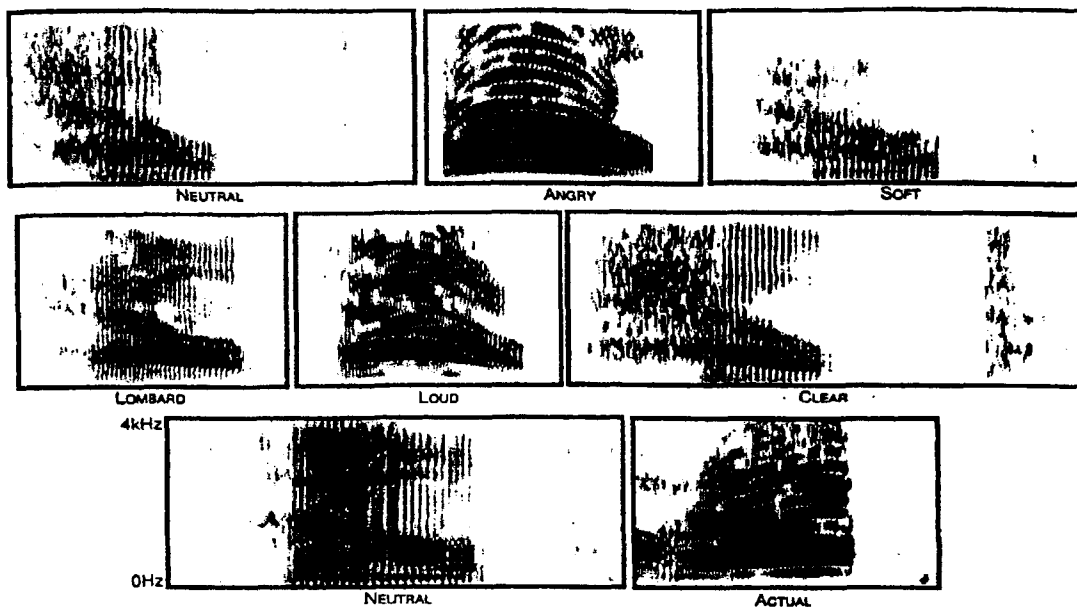 NEUTRAL ANGRY SOFT
LOMBARD LOUD CLEAR
4kHz
0Hz
NEUTRAL ACTUAL